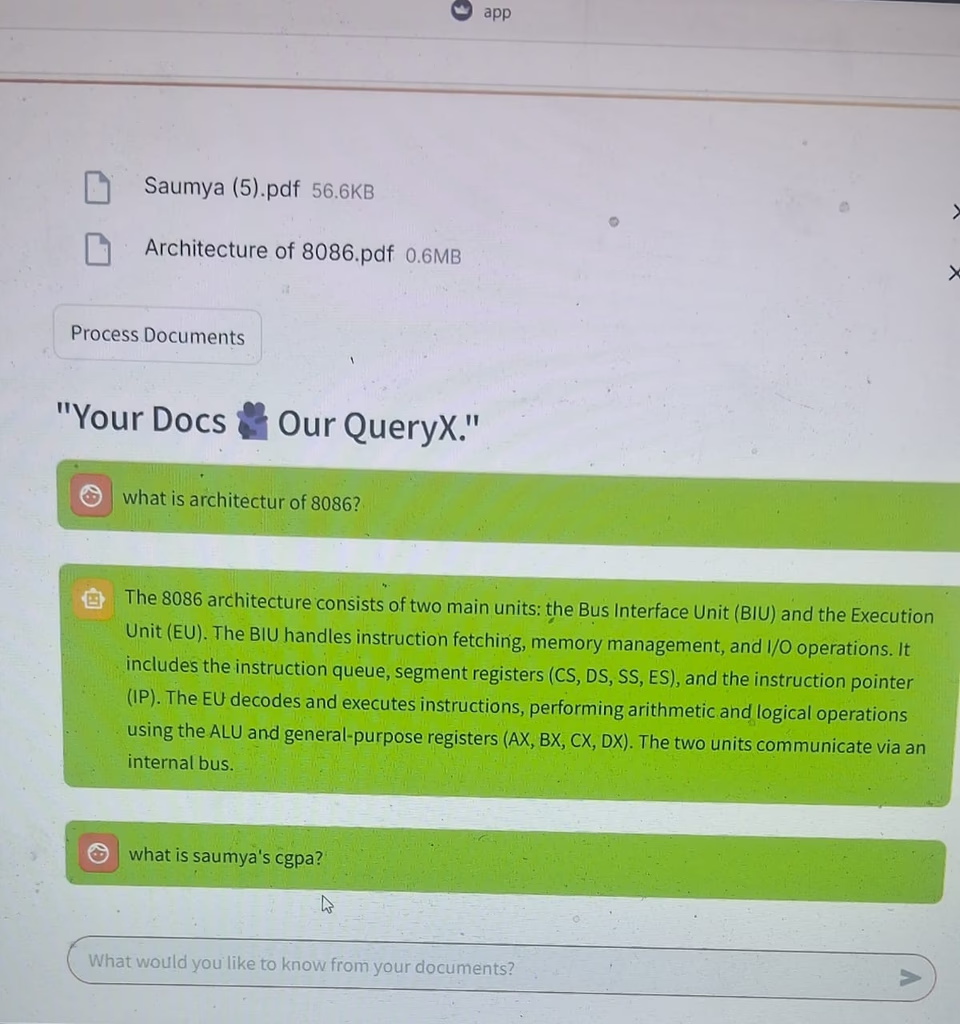 app
Saumya (5).pdf 56.6KB
Architecture of 8086.pdf 0.6MB
Process Documents
"Your Docs Our QueryX."
what is architectur of 8086?
The 8086 architecture consists of two main units: the Bus Interface Unit (BIU) and the Execution
Unit (EU). The BIU handles instruction fetching, memory management, and I/O operations. It
includes the instruction queue, segment registers (CS, DS, SS, ES), and the instruction pointer
(IP). The EU decodes and executes instructions, performing arithmetic and logical operations
using the ALU and general-purpose registers (AX, BX, CX, DX). The two units communicate via an
internal bus.
what is saumya's cgpa?
What would you like to know from your documents?